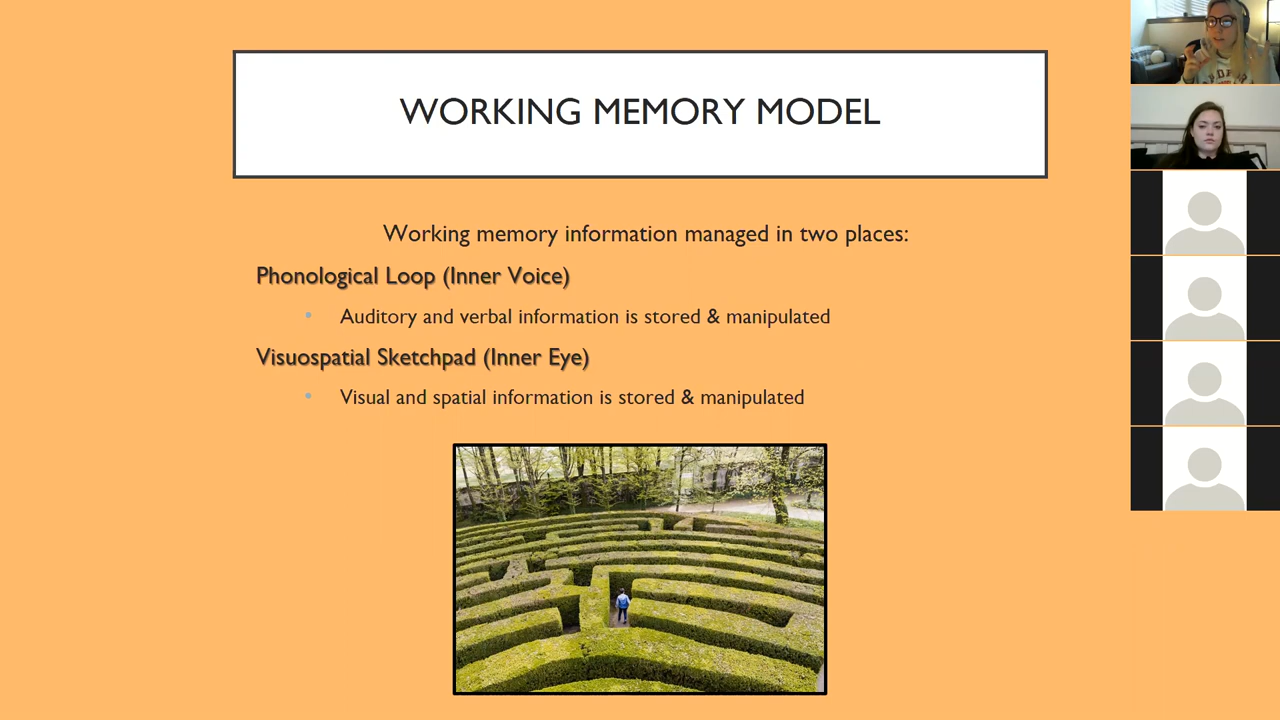 WORKING MEMORY MODEL
Working memory information managed in two places:
Phonological Loop (Inner Voice)
• Auditory and verbal information is stored & manipulated
Visuospatial Sketchpad (Inner Eye)
• Visual and spatial information is stored & manipulated